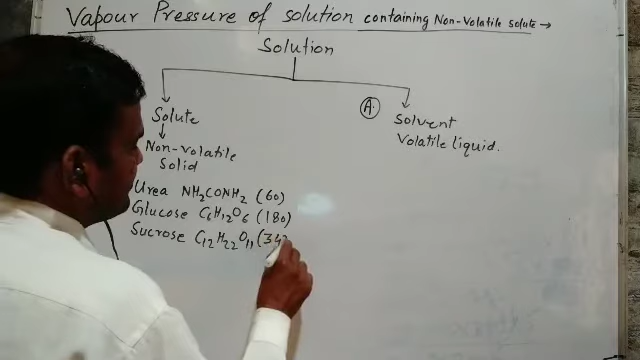 Vapour Pressure of solution containing Non-Volatile solute →
Solution
Solute
Non-volatile
Solid
Urea NH2CONH2 (60)
Glucose C6H12O6 (180)
Sucrose C12H22O11 (34
A.
Solvent
Volatile liquid.